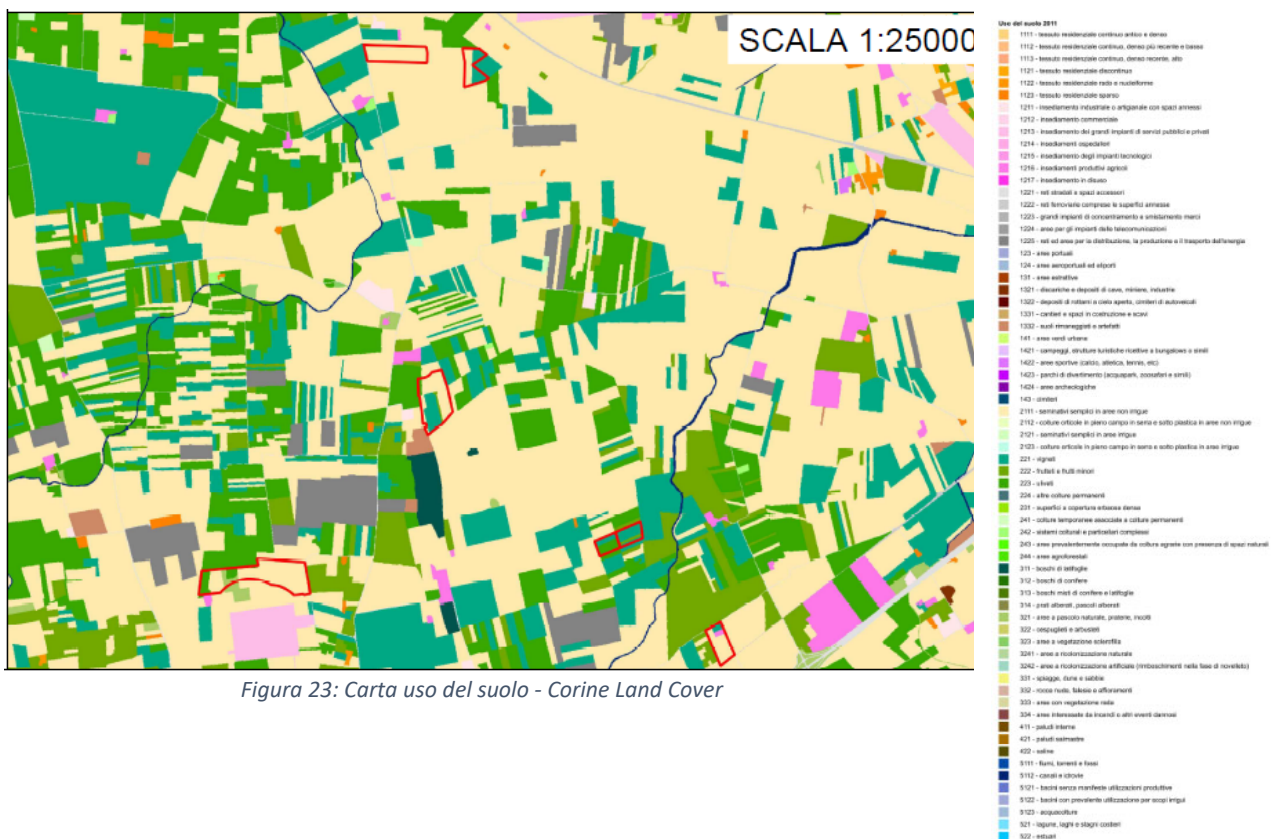 SCALA 1:25000
Figura 23: Carta uso del suolo - Corine Land Cover
Uso del suolo 2011
1111 - tessuto residenziale continuo antico e denso
1112 - tessuto residenziale continuo, denso più recente e basso
1113 - tessuto residenziale continuo, denso recente, alto
1121 - tessuto residenziale discontinuo
1122 - tessuto residenziale rado e nucleiforme
1123 - tessuto residenziale sparso
1211 - insediamento industriale o artigianale con spazi annessi
1212 - insediamento commerciale
1213 - insediamento dei grandi impianti di servizi pubblici e privati
1214 - insediamenti ospedalieri
1215 - insediamento degli impianti tecnologici
1216 - insediamenti produttivi agricoli
1217 - insediamento in disuso
1221 - reti stradali e spazi accessori
1222 - reti ferroviarie comprese le superfici annesse
1223 - grandi impianti di concentramento e smistamento merci
1224 - aree per gli impianti delle telecomunicazioni
1225 - reti ed aree per la distribuzione, la produzione e il trasporto dell'energia
123 - aree portuali
124 - aree aeroportuali ed eliporti
131 - aree estrattive
1321 - discariche e depositi di cave, miniere, industrie
1322 - depositi di rottami a cielo aperto, cimiteri di autoveicoli
1331 - cantieri e spazi in costruzione e scavi
1332 - suoli rimaneggiati e artefatti
141 - aree verdi urbane
1421 - campeggi, strutture turistiche ricettive a bungalows o simili
1422 - aree sportive (calcio, atletica, tennis, etc)
1423 - parchi di divertimento (acquapark, zoosafari e simili)
1424 - aree archeologiche
143 - cimiteri
2111 - seminativi semplici in aree non irrigue
2112 - colture orticole in pieno campo in serra e sotto plastica in aree non irrigue
2121 - seminativi semplici in aree irrigue
2123 - colture orticole in pieno campo in serra e sotto plastica in aree irrigue
221 - vigneti
222 - frutteti e frutti minori
223 - uliveti
224 - altre colture permanenti
231 - superfici a copertura erbacea densa
241 - colture temporanee associate a colture permanenti
242 - sistemi colturali e particellari complessi
243 - aree prevalentemente occupate da coltura agrarie con presenza di spazi naturali
244 - aree agroforestali
311 - boschi di latifoglie
312 - boschi di conifere
313 - boschi misti di conifere e latifoglie
314 - prati alberati, pascoli alberati
321 - aree a pascolo naturale, praterie, incolti
322 - cespuglieti e arbusteti
323 - aree a vegetazione sclerofilla
3241 - aree a ricolonizzazione naturale
3242 - aree a ricolonizzazione artificiale (rimboschimenti nella fase di novelleto)
331 - spiagge, dune e sabbie
332 - rocce nude, falesie e affioramenti
333 - aree con vegetazione rada
334 - aree interessate da incendi o altri eventi dannosi
411 - paludi interne
421 - paludi salmastre
422 - saline
5111 - fiumi, torrenti e fossi
5112 - canali e idrovie
5121 - bacini senza manifeste utilizzazioni produttive
5122 - bacini con prevalente utilizzazione per scopi irrigui
5123 - acquacolture
521 - lagune, laghi e stagni costieri
522 - estuari